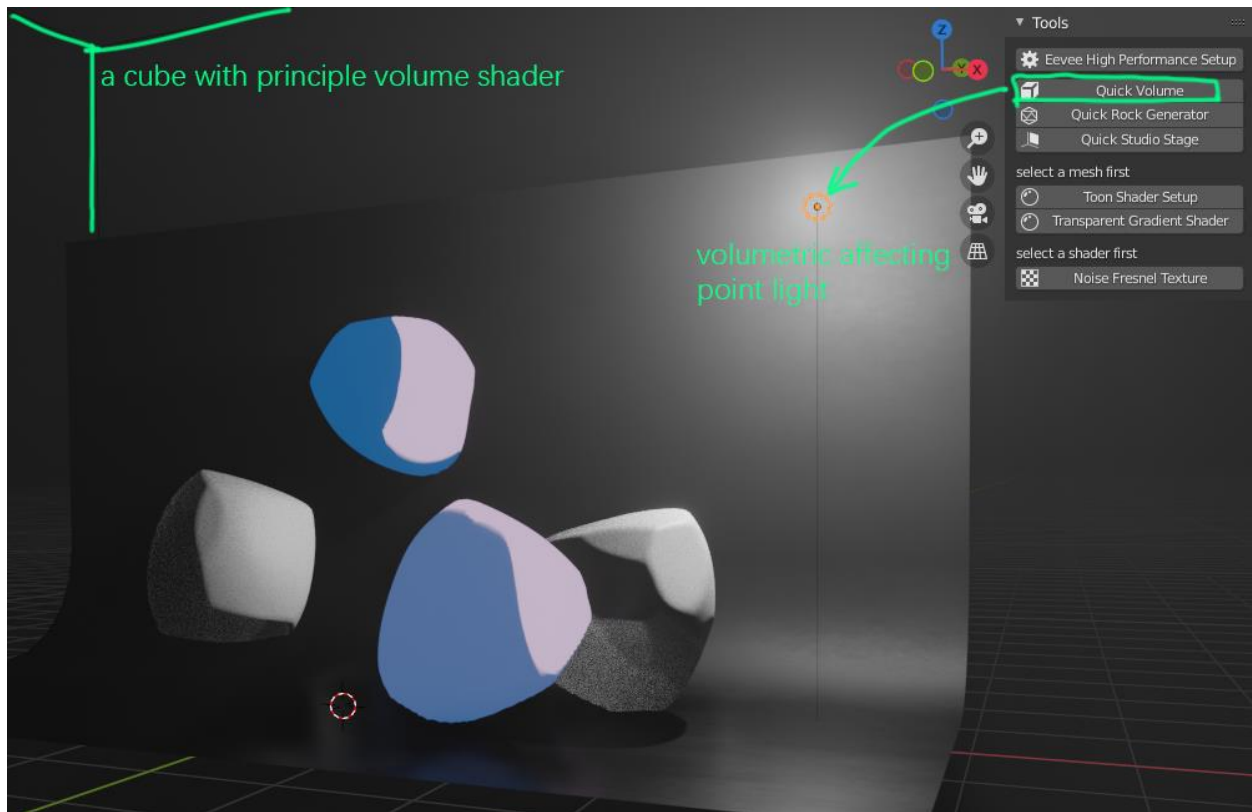 Tools
a cube with principle volume shader
Z
Y
X
Eevee High Performance Setup
Quick Volume
Quick Rock Generator
Quick Studio Stage
select a mesh first
Toon Shader Setup
Transparent Gradient Shader
volumetric affecting
point light
select a shader first
Noise Fresnel Texture